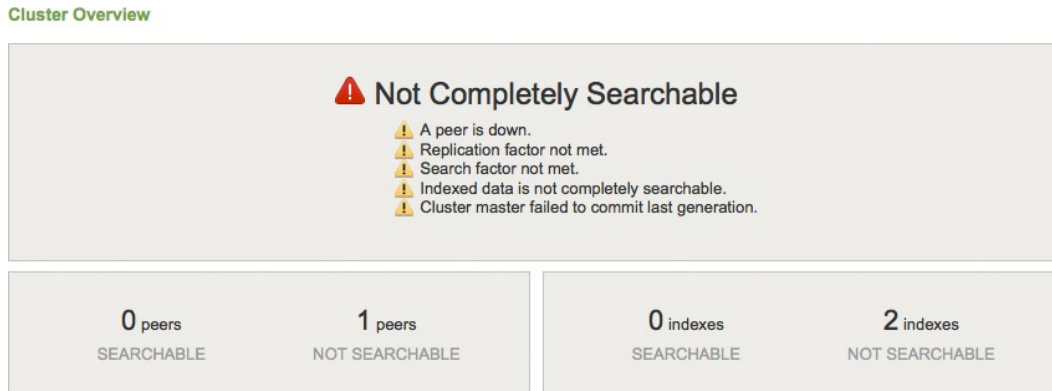 Cluster Overview
Not Completely Searchable
A peer is down.
Replication factor not met.
Search factor not met.
Indexed data is not completely searchable.
Cluster master failed to commit last generation.
0 peers 1 peers 0 indexes 2 indexes
SEARCHABLE NOT SEARCHABLE SEARCHABLE NOT SEARCHABLE